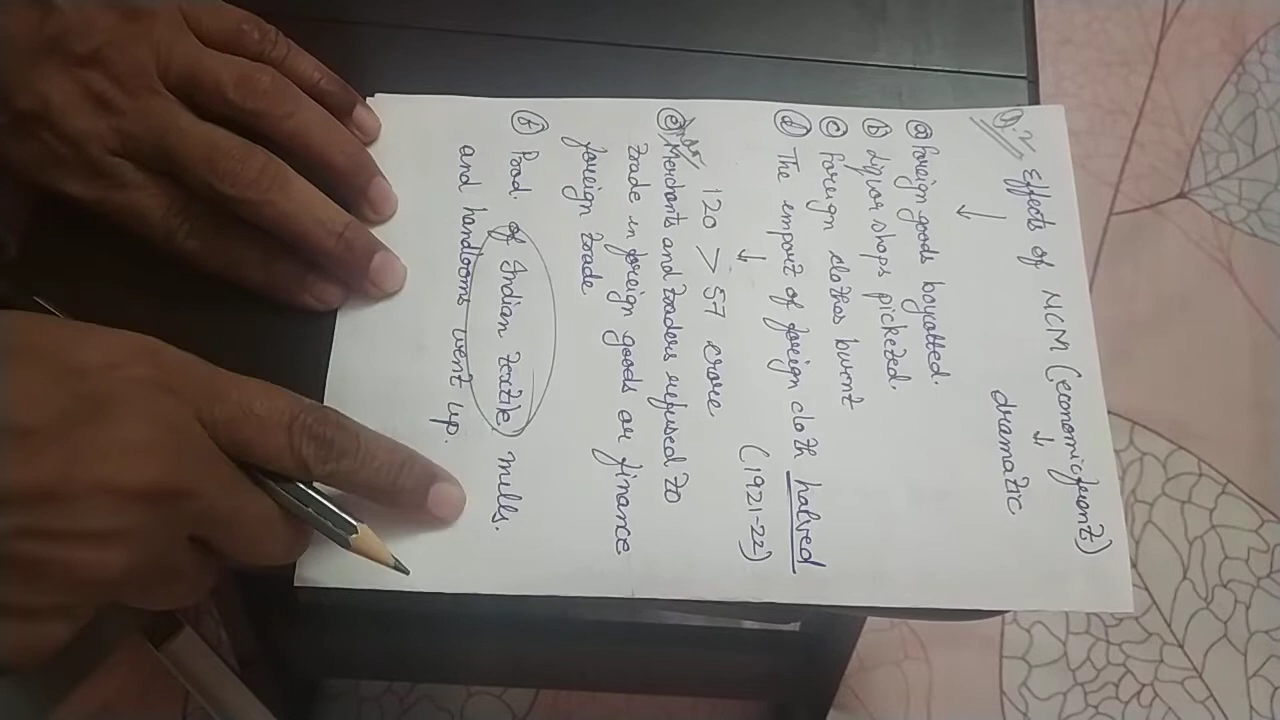 Q.2 Effects of NCM (economic front)
↓
dramatic
↓
ⓐ Foreign goods boycotted.
ⓑ Liquor shops picketed.
ⓒ Foreign clothes burnt
ⓓ The import of foreign cloth halved
↓ (1921-22)
120 > 57 crore
ⓔ Merchants and traders refused to
trade in foreign goods or finance
foreign trade
ⓕ Prod. of Indian textile mills.
and handlooms went up.